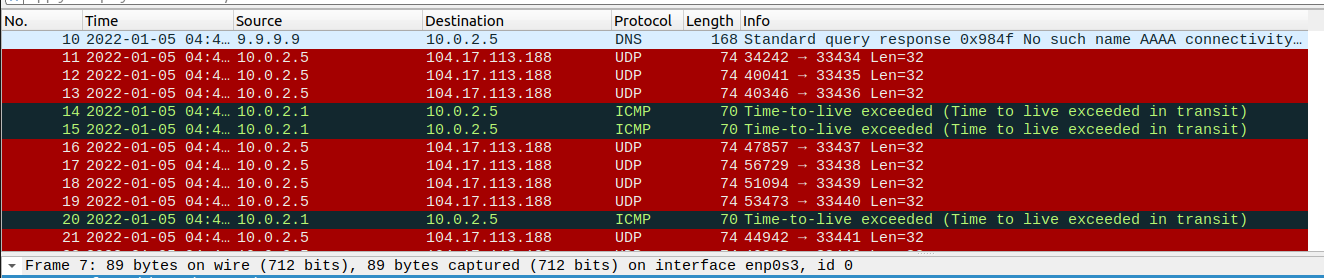 No. Time Source Destination Protocol Length Info
10 2022-01-05 04:4… 9.9.9.9 10.0.2.5 DNS 168 Standard query response 0x984f No such name AAAA connectivity…
11 2022-01-05 04:4… 10.0.2.5 104.17.113.188 UDP 74 34242 → 33434 Len=32
12 2022-01-05 04:4… 10.0.2.5 104.17.113.188 UDP 74 40041 → 33435 Len=32
13 2022-01-05 04:4… 10.0.2.5 104.17.113.188 UDP 74 40346 → 33436 Len=32
14 2022-01-05 04:4… 10.0.2.1 10.0.2.5 ICMP 70 Time-to-live exceeded (Time to live exceeded in transit)
15 2022-01-05 04:4… 10.0.2.1 10.0.2.5 ICMP 70 Time-to-live exceeded (Time to live exceeded in transit)
16 2022-01-05 04:4… 10.0.2.5 104.17.113.188 UDP 74 47857 → 33437 Len=32
17 2022-01-05 04:4… 10.0.2.5 104.17.113.188 UDP 74 56729 → 33438 Len=32
18 2022-01-05 04:4… 10.0.2.5 104.17.113.188 UDP 74 51094 → 33439 Len=32
19 2022-01-05 04:4… 10.0.2.5 104.17.113.188 UDP 74 53473 → 33440 Len=32
20 2022-01-05 04:4… 10.0.2.1 10.0.2.5 ICMP 70 Time-to-live exceeded (Time to live exceeded in transit)
21 2022-01-05 04:4… 10.0.2.5 104.17.113.188 UDP 74 44942 → 33441 Len=32
Frame 7: 89 bytes on wire (712 bits), 89 bytes captured (712 bits) on interface enp0s3, id 0